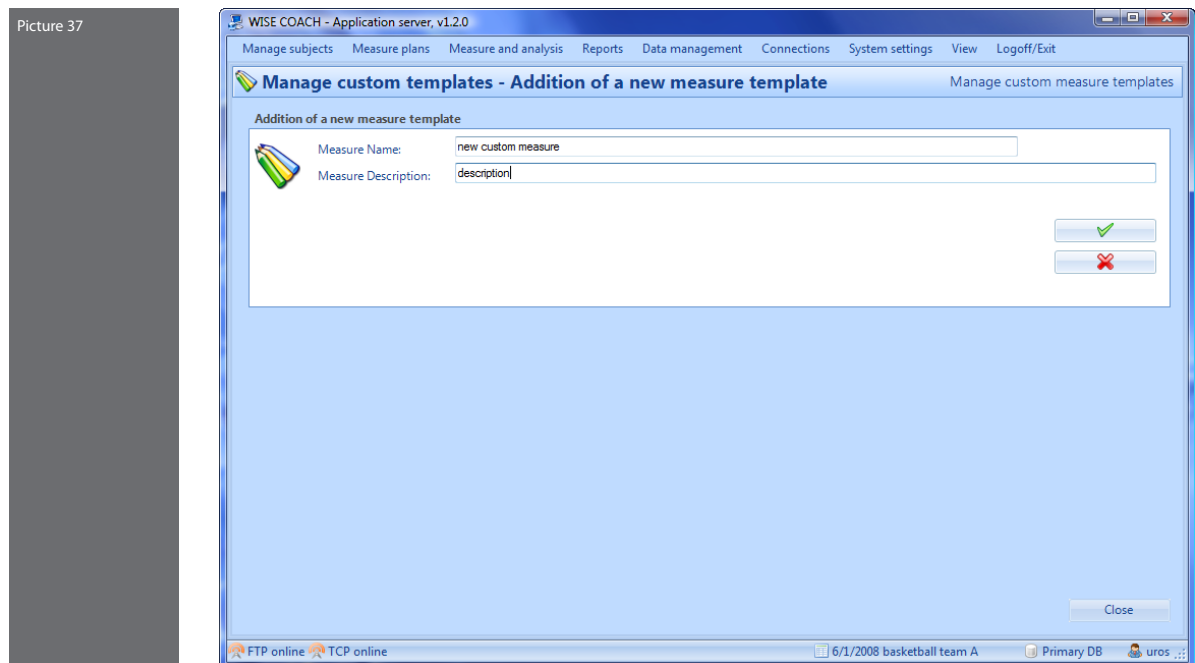 Picture 37
WISE COACH - Application server, v1.2.0
Manage subjects Measure plans Measure and analysis Reports Data management Connections System settings View Logoff/Exit
Manage custom templates - Addition of a new measure template Manage custom measure templates
Addition of a new measure template
Measure Name: new custom measure
Measure Description: description
Close
FTP online TCP online 6/1/2008 basketball team A Primary DB uros